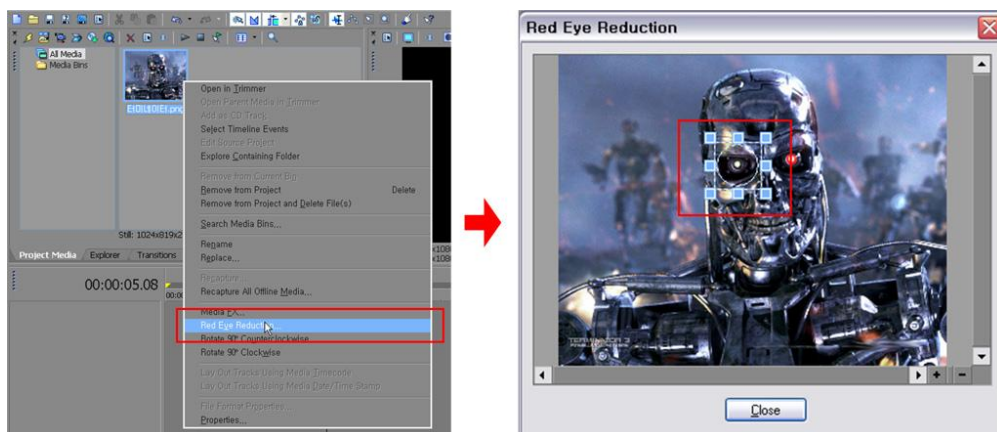 All Media
Media Bins
Still: 1024x819x2
Project Media
Explorer
Transitions
00:00:05.08
Open in Trimmer
Open Parent Media in Trimmer
Add as CD Track
Select Timeline Events
Edit Source Project
Explore Containing Folder
Remove from Current Bin
Remove from Project Delete
Remove from Project and Delete File(s)
Search Media Bins...
Rename
Replace...
Recapture
Recapture All Offline Media...
Media FX...
Red Eye Reduction...
Rotate 90° Counterclockwise
Rotate 90° Clockwise
Lay Out Tracks Using Media Timecode
Lay Out Tracks Using Media Date/Time Stamp
File Format Properties...
Properties...
Red Eye Reduction
TERMINATOR 3
Close